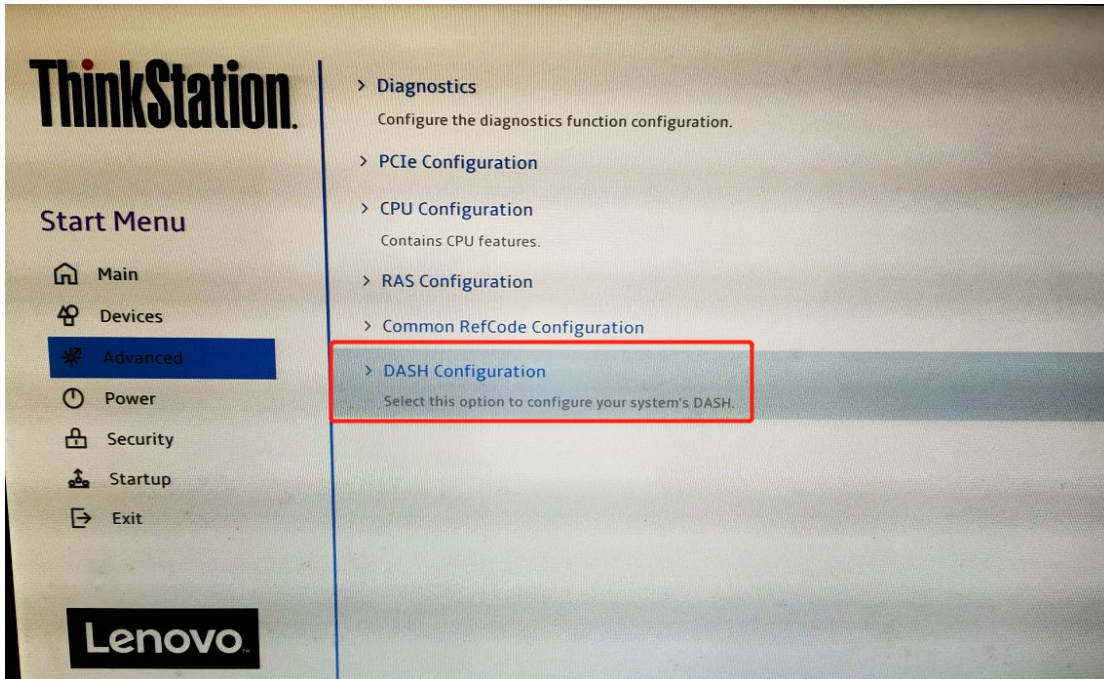 ThinkStation.
Start Menu
Main
Devices
Advanced
Power
Security
Startup
Exit
Lenovo™
> Diagnostics
Configure the diagnostics function configuration.
> PCIe Configuration
> CPU Configuration
Contains CPU features.
> RAS Configuration
> Common RefCode Configuration
> DASH Configuration
Select this option to configure your system's DASH.